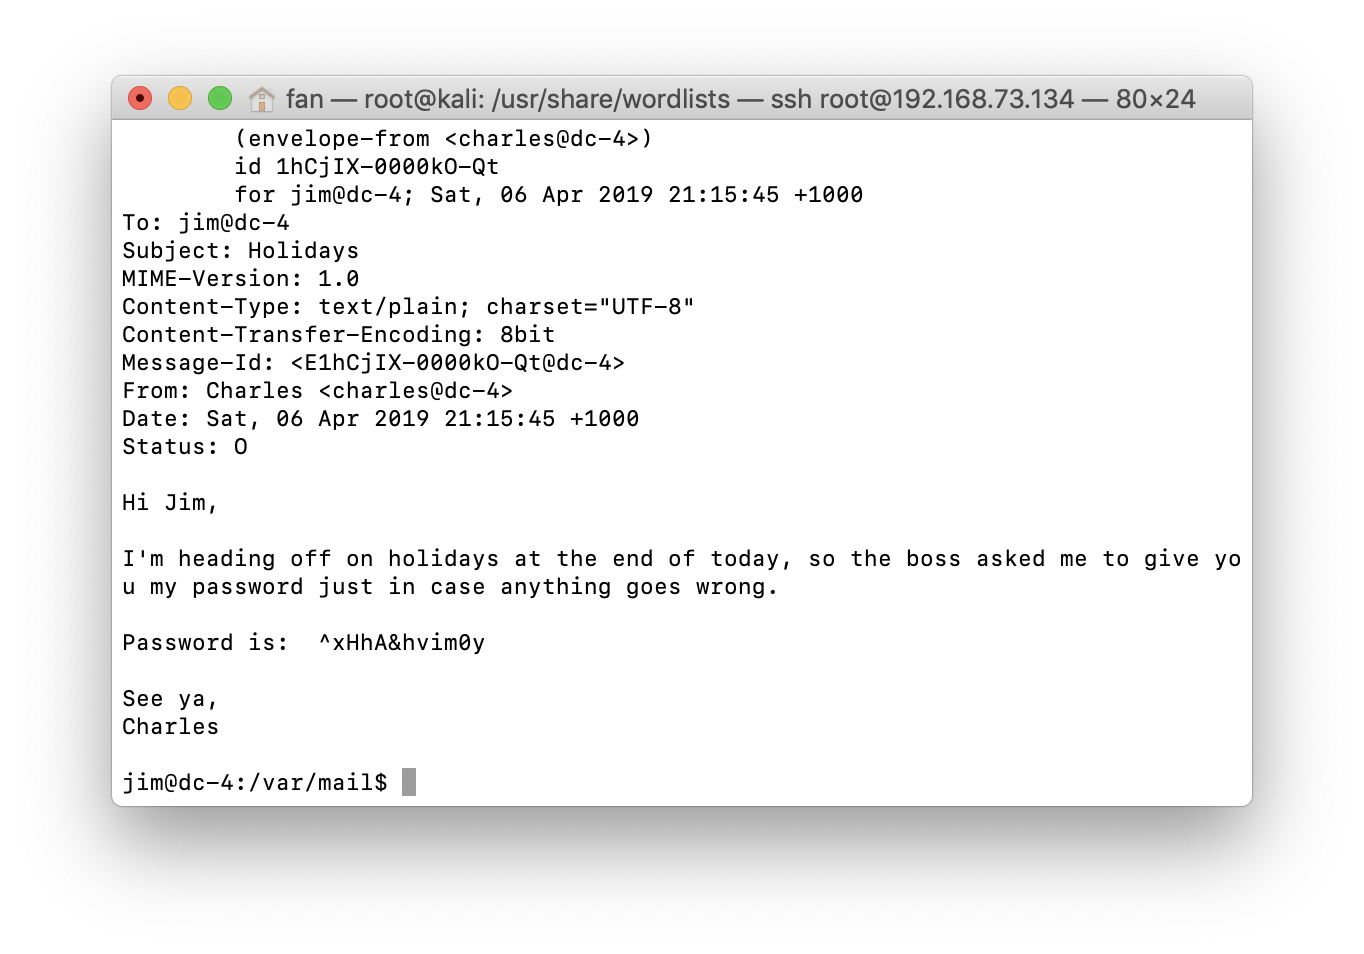 fan — root@kali: /usr/share/wordlists — ssh root@192.168.73.134 — 80×24
(envelope-from <charles@dc-4>)
id 1hCjIX-0000kO-Qt
for jim@dc-4; Sat, 06 Apr 2019 21:15:45 +1000
To: jim@dc-4
Subject: Holidays
MIME-Version: 1.0
Content-Type: text/plain; charset="UTF-8"
Content-Transfer-Encoding: 8bit
Message-Id: <E1hCjIX-0000kO-Qt@dc-4>
From: Charles <charles@dc-4>
Date: Sat, 06 Apr 2019 21:15:45 +1000
Status: O
Hi Jim,
I'm heading off on holidays at the end of today, so the boss asked me to give yo
u my password just in case anything goes wrong.
Password is:  ^xHhA&hvim0y
See ya,
Charles
jim@dc-4:/var/mail$